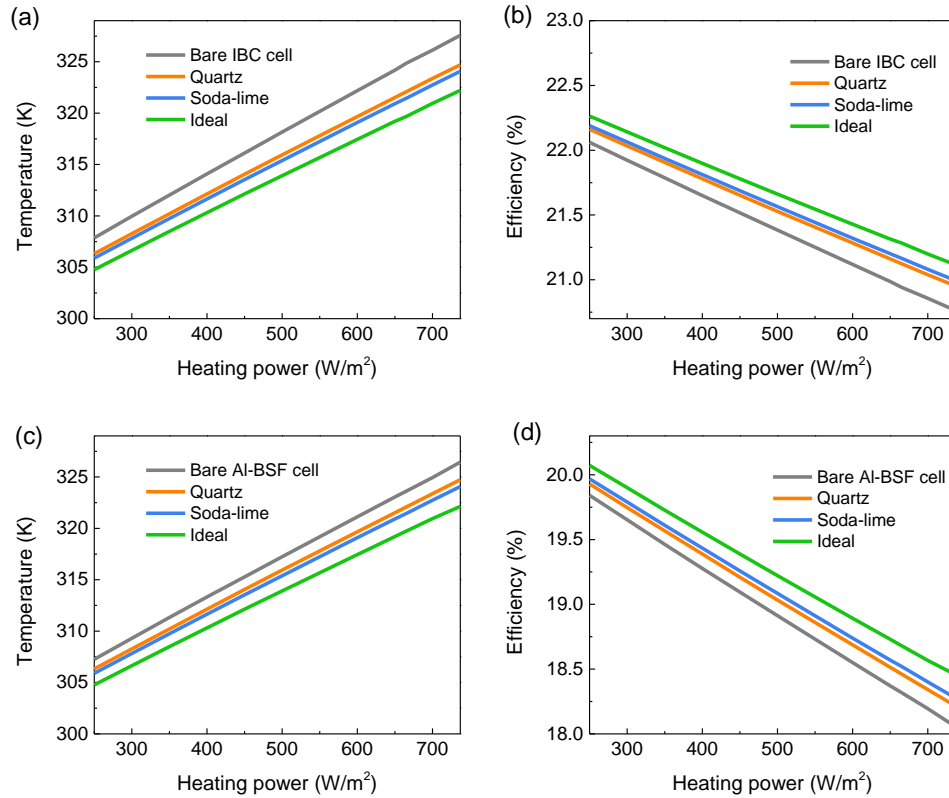 (a)
Temperature (K)
325
320
315
310
305
300
Bare IBC cell
Quartz
Soda-lime
Ideal
300 400 500 600 700
Heating power (W/m²)
(b)
Efficiency (%)
23.0
22.5
22.0
21.5
21.0
Bare IBC cell
Quartz
Soda-lime
Ideal
300 400 500 600 700
Heating power (W/m²)
(c)
Temperature (K)
325
320
315
310
305
300
Bare Al-BSF cell
Quartz
Soda-lime
Ideal
300 400 500 600 700
Heating power (W/m²)
(d)
Efficiency (%)
20.0
19.5
19.0
18.5
18.0
Bare Al-BSF cell
Quartz
Soda-lime
Ideal
300 400 500 600 700
Heating power (W/m²)